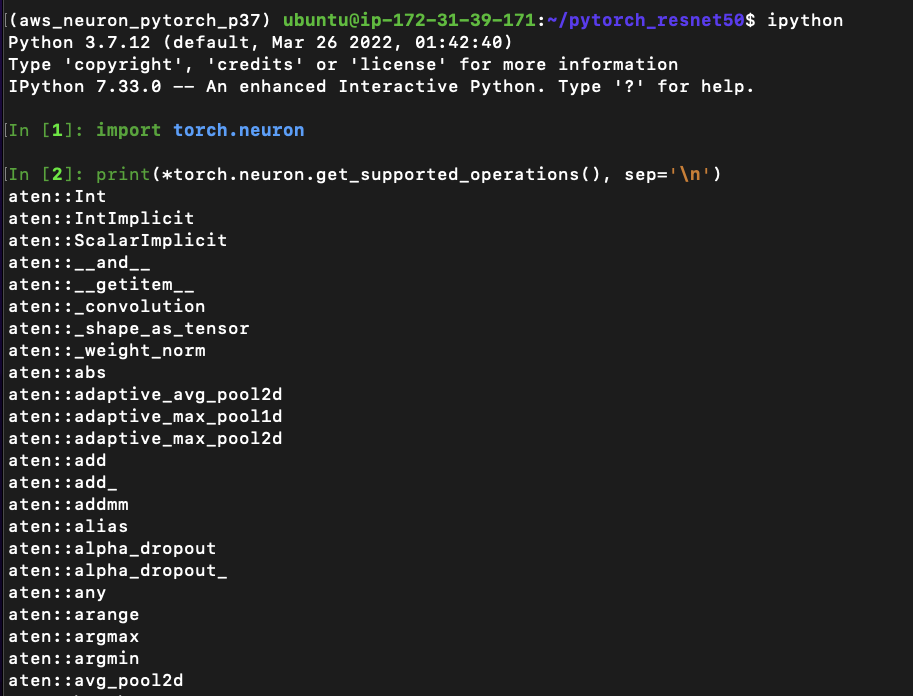 (aws_neuron_pytorch_p37) ubuntu@ip-172-31-39-171:~/pytorch_resnet50$ ipython
Python 3.7.12 (default, Mar 26 2022, 01:42:40)
Type 'copyright', 'credits' or 'license' for more information
IPython 7.33.0 -- An enhanced Interactive Python. Type '?' for help.
In [1]: import torch.neuron
In [2]: print(*torch.neuron.get_supported_operations(), sep='\n')
aten::Int
aten::IntImplicit
aten::ScalarImplicit
aten::__and__
aten::__getitem__
aten::_convolution
aten::_shape_as_tensor
aten::_weight_norm
aten::abs
aten::adaptive_avg_pool2d
aten::adaptive_max_pool1d
aten::adaptive_max_pool2d
aten::add
aten::add_
aten::addmm
aten::alias
aten::alpha_dropout
aten::alpha_dropout_
aten::any
aten::arange
aten::argmax
aten::argmin
aten::avg_pool2d